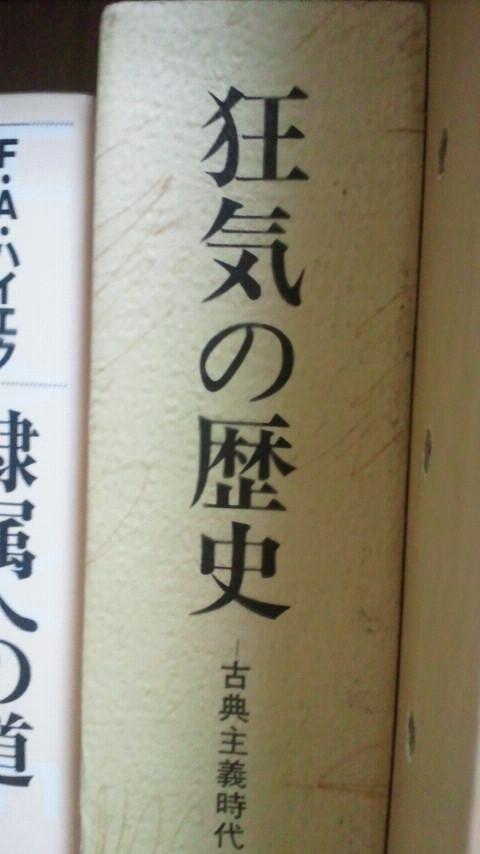 狂気の歴史
―古典主義時代
F・A・ハイエク
隷属への道